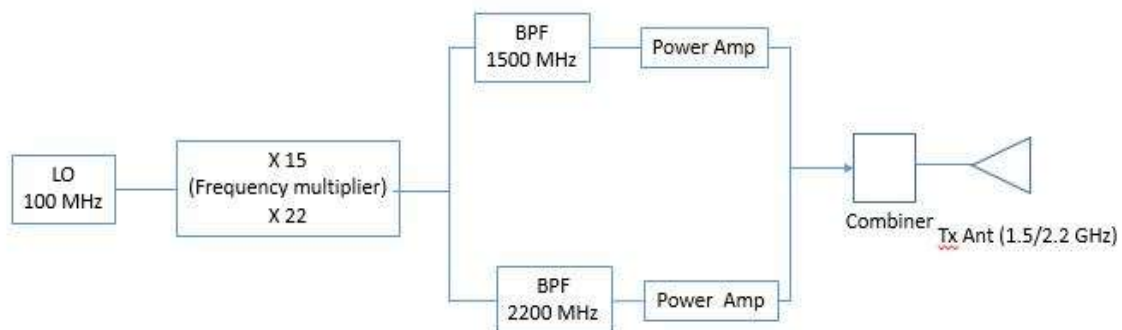 LO
100 MHz
X 15
(Frequency multiplier)
X 22
BPF
1500 MHz
Power Amp
BPF
2200 MHz
Power Amp
Combiner
Tx Ant (1.5/2.2 GHz)